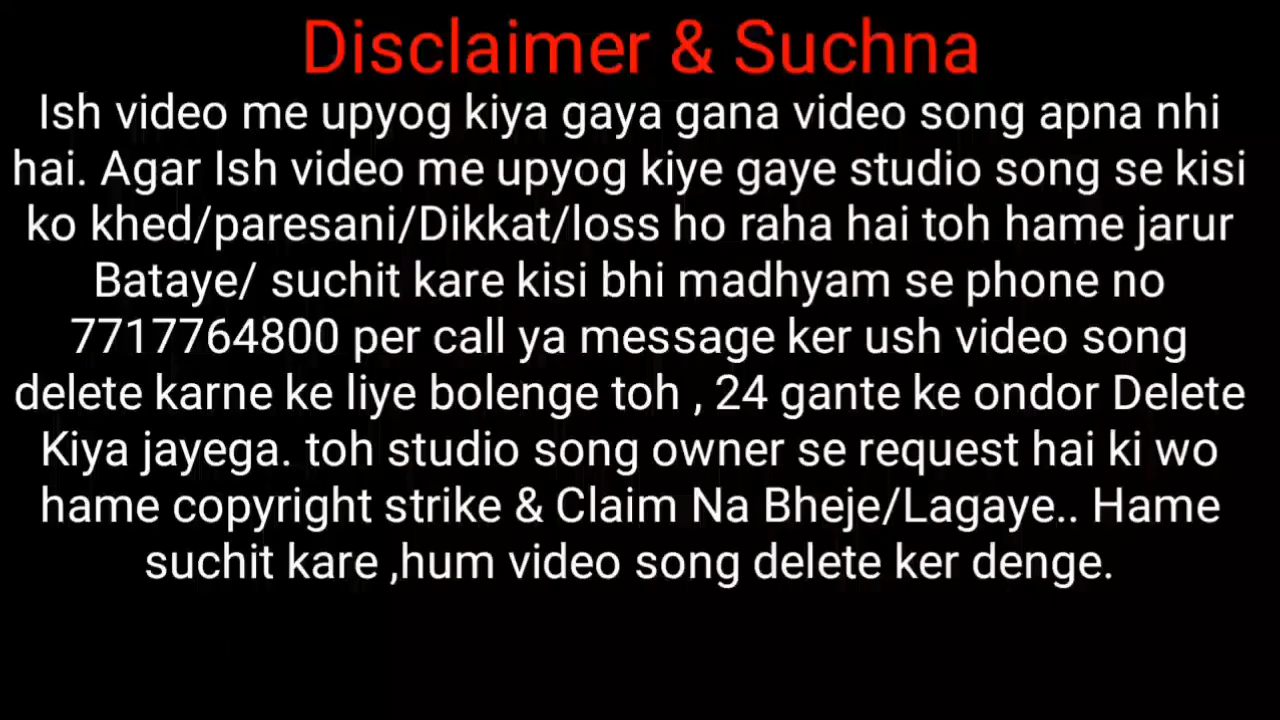 Disclaimer & Suchna
Ish video me upyog kiya gaya gana video song apna nhi
hai. Agar Ish video me upyog kiye gaye studio song se kisi
ko khed/paresani/Dikkat/loss ho raha hai toh hame jarur
Bataye/ suchit kare kisi bhi madhyam se phone no
7717764800 per call ya message ker ush video song
delete karne ke liye bolenge toh , 24 gante ke ondor Delete
Kiya jayega. toh studio song owner se request hai ki wo
hame copyright strike & Claim Na Bheje/Lagaye.. Hame
suchit kare ,hum video song delete ker denge.